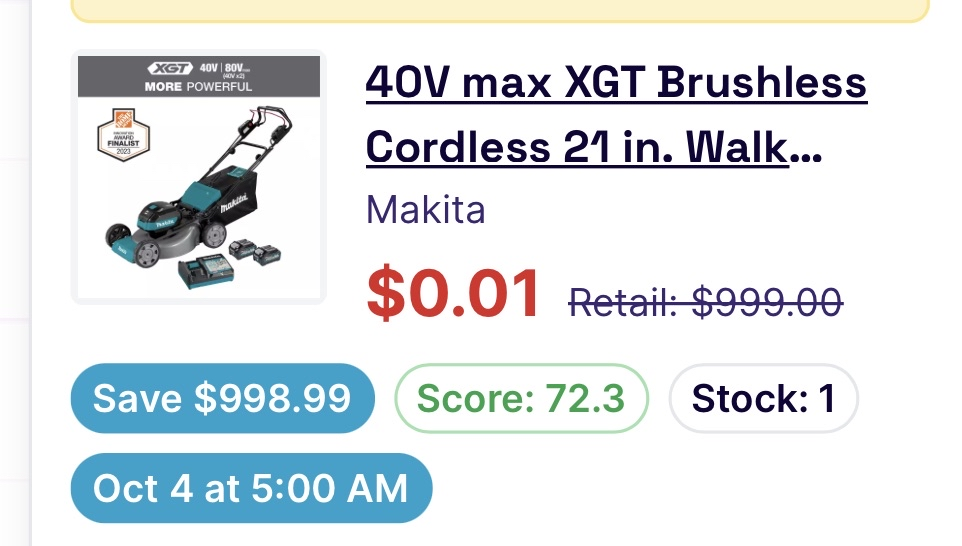 XGT 40V | 80V max
(40V x2)
MORE POWERFUL
INNOVATION
AWARD
FINALIST
2023
makita
40V max XGT Brushless
Cordless 21 in. Walk...
Makita
$0.01 Retail: $999.00
Save $998.99 Score: 72.3 Stock: 1
Oct 4 at 5:00 AM